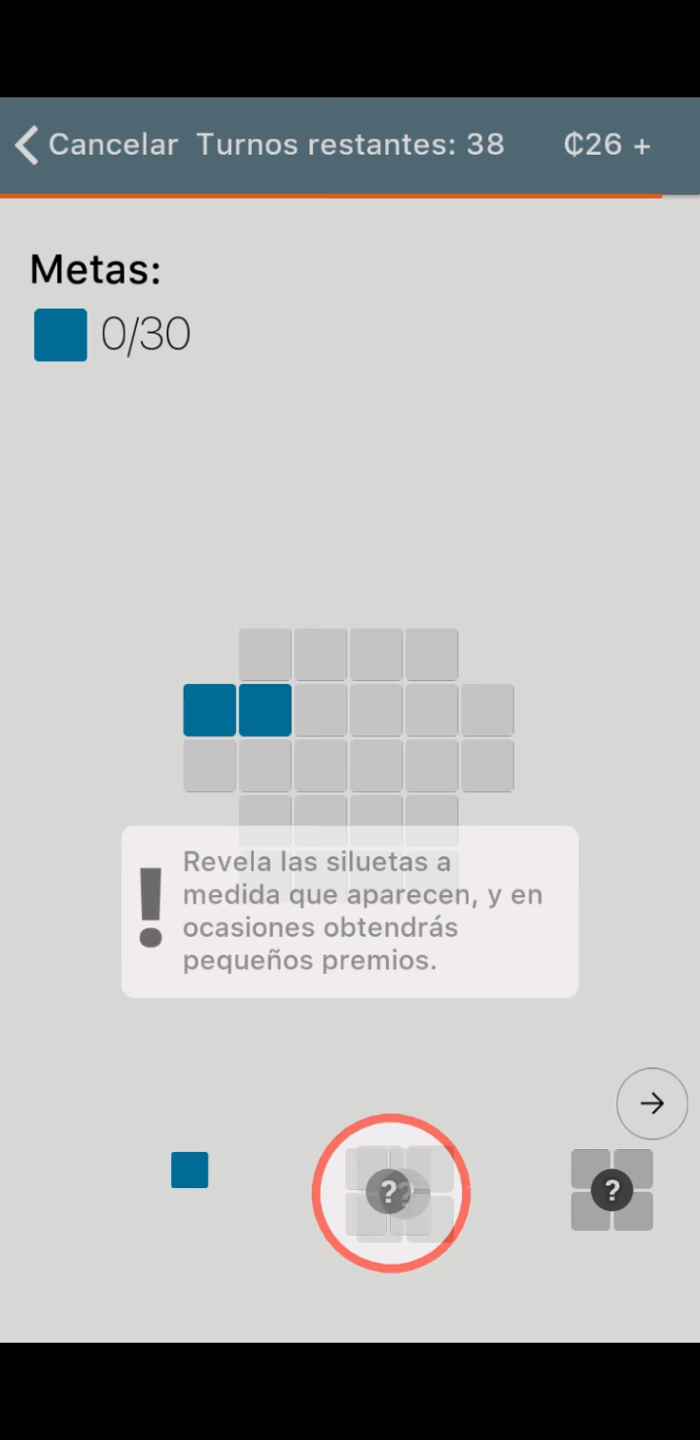 Cancelar Turnos restantes: 38 ₵26 +
Metas:
0/30
Revela las siluetas a
medida que aparecen, y en
ocasiones obtendrás
pequeños premios.
? ? ?